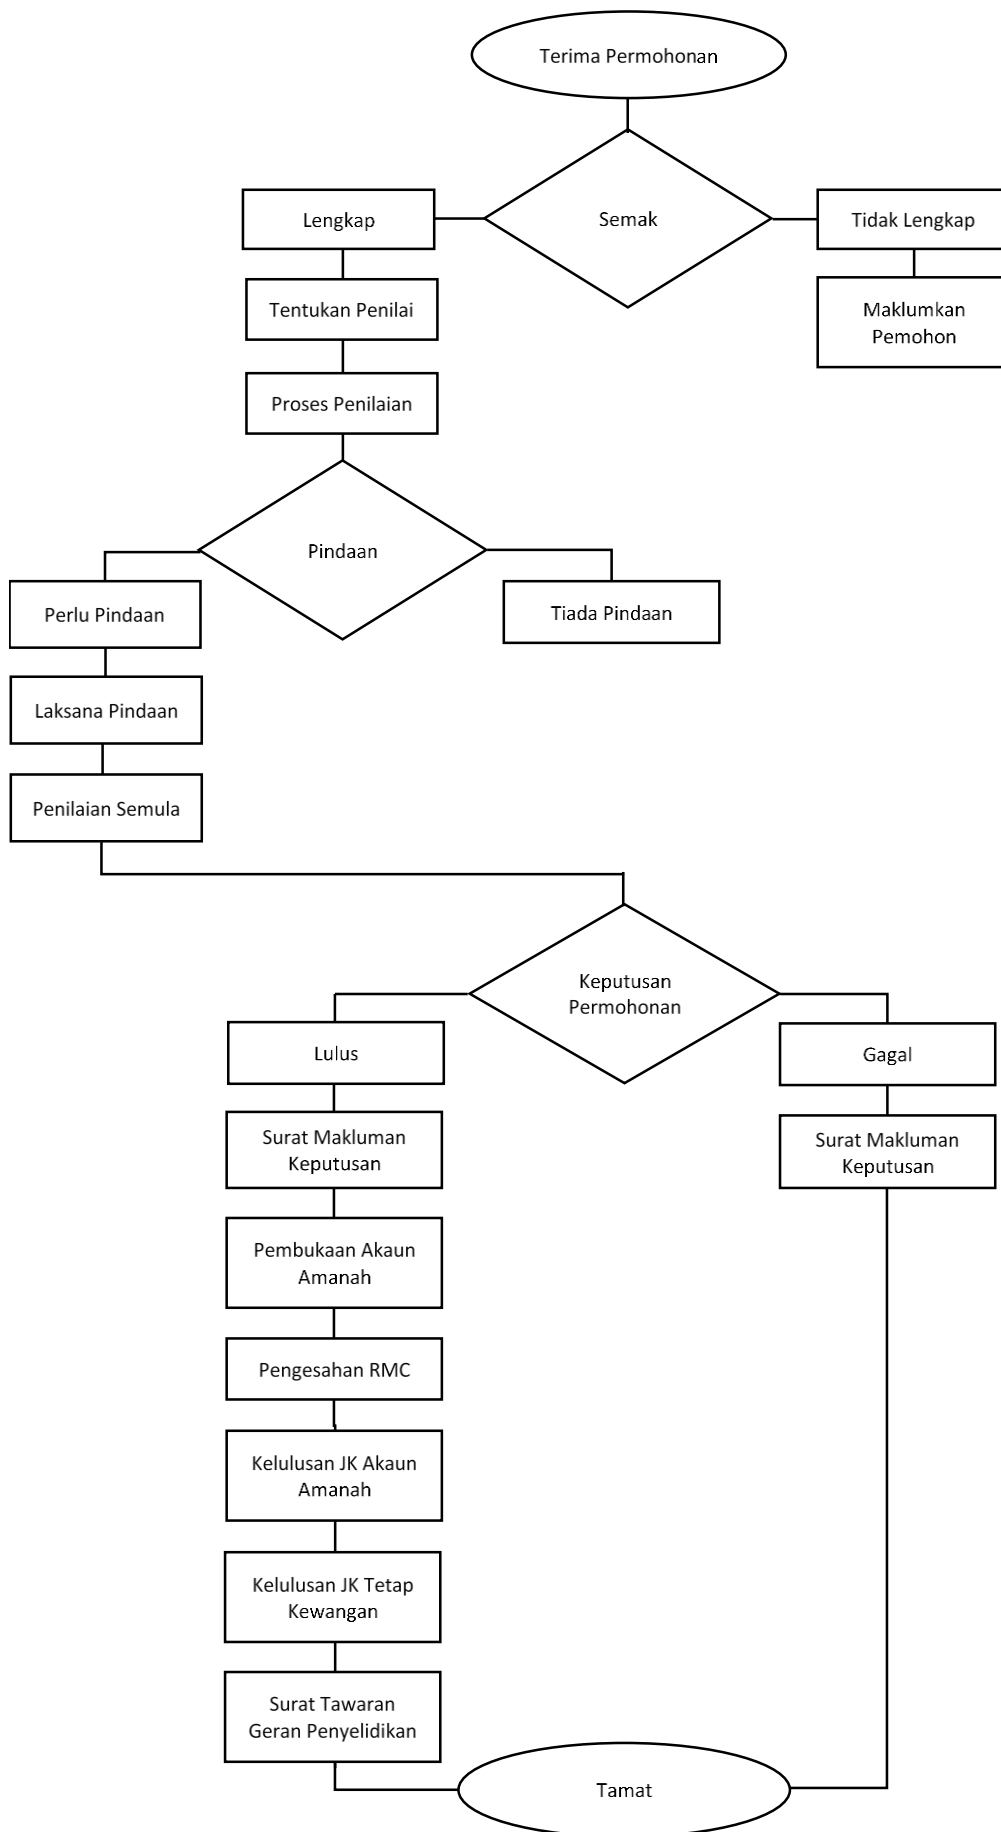 Terima Permohonan
Semak
Lengkap
Tidak Lengkap
Tentukan Penilai
Maklumkan
Pemohon
Proses Penilaian
Pindaan
Perlu Pindaan
Tiada Pindaan
Laksana Pindaan
Penilaian Semula
Keputusan
Permohonan
Lulus
Gagal
Surat Makluman
Keputusan
Surat Makluman
Keputusan
Pembukaan Akaun
Amanah
Pengesahan RMC
Kelulusan JK Akaun
Amanah
Kelulusan JK Tetap
Kewangan
Surat Tawaran
Geran Penyelidikan
Tamat